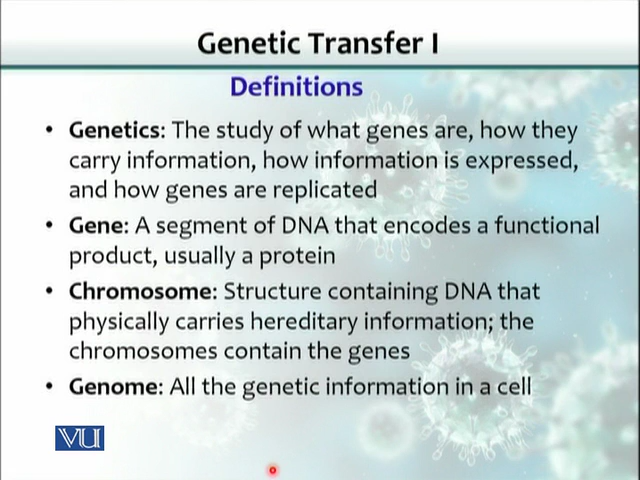 Genetic Transfer I
Definitions
• Genetics: The study of what genes are, how they
carry information, how information is expressed,
and how genes are replicated
• Gene: A segment of DNA that encodes a functional
product, usually a protein
• Chromosome: Structure containing DNA that
physically carries hereditary information; the
chromosomes contain the genes
• Genome: All the genetic information in a cell
VU